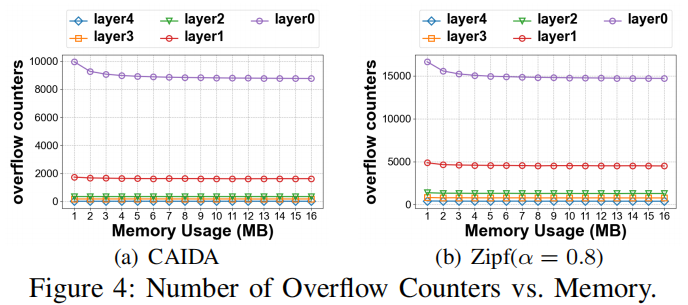 layer4 layer2 layer0
layer3 layer1
overflow counters
10000
8000
6000
4000
2000
0
1 2 3 4 5 6 7 8 9 10 11 12 13 14 15 16
Memory Usage (MB)
(a) CAIDA
layer4 layer2 layer0
layer3 layer1
overflow counters
15000
10000
5000
0
1 2 3 4 5 6 7 8 9 10 11 12 13 14 15 16
Memory Usage (MB)
(b) Zipf(α = 0.8)
Figure 4: Number of Overflow Counters vs. Memory.